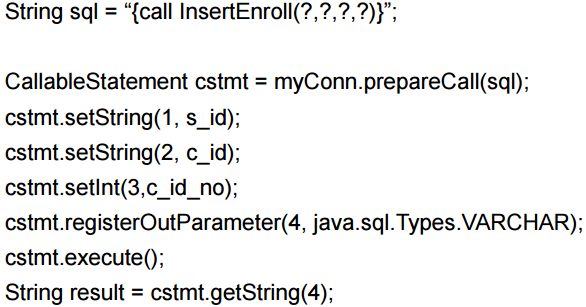 String sql = “{call InsertEnroll(?,?,?,?)}”;
CallableStatement cstmt = myConn.prepareCall(sql);
cstmt.setString(1, s_id);
cstmt.setString(2, c_id);
cstmt.setInt(3,c_id_no);
cstmt.registerOutParameter(4, java.sql.Types.VARCHAR);
cstmt.execute();
String result = cstmt.getString(4);